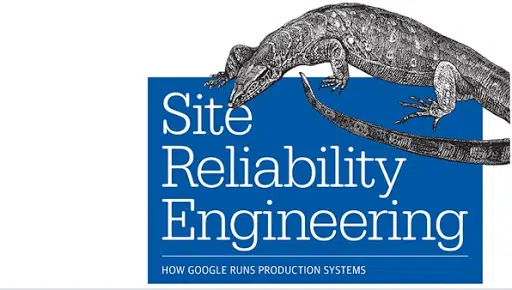 Site
Reliability
Engineering
HOW GOOGLE RUNS PRODUCTION SYSTEMS